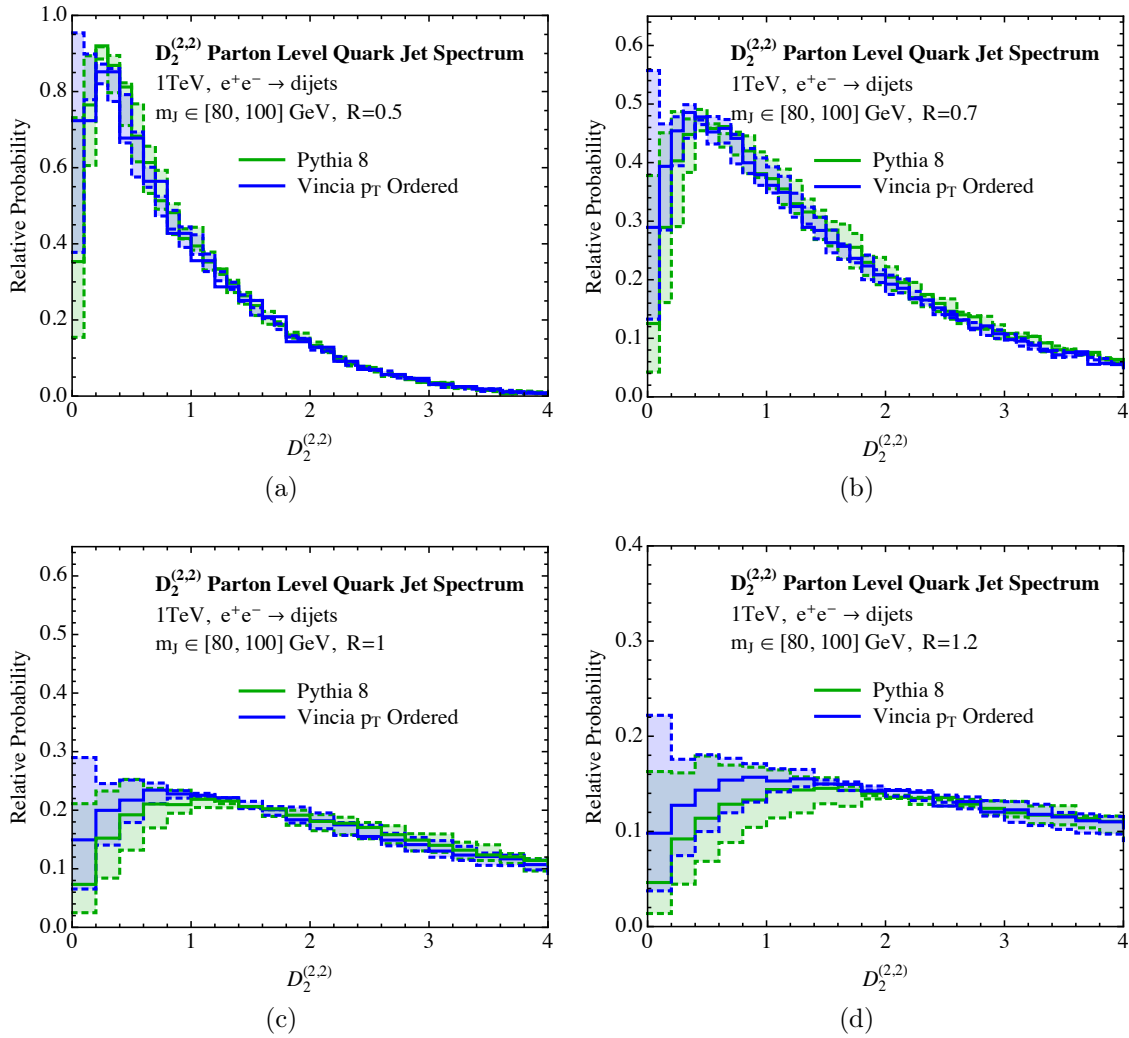 D₂^(2,2) Parton Level Quark Jet Spectrum
1TeV, e⁺e⁻ → dijets
m_J ∈ [80, 100] GeV, R=0.5
Pythia 8
Vincia p_T Ordered
Relative Probability
0.0
0.2
0.4
0.6
0.8
1.0
0
1
2
3
4
D₂^(2,2)
(a)
D₂^(2,2) Parton Level Quark Jet Spectrum
1TeV, e⁺e⁻ → dijets
m_J ∈ [80, 100] GeV, R=0.7
Pythia 8
Vincia p_T Ordered
Relative Probability
0.0
0.1
0.2
0.3
0.4
0.5
0.6
0
1
2
3
4
D₂^(2,2)
(b)
D₂^(2,2) Parton Level Quark Jet Spectrum
1TeV, e⁺e⁻ → dijets
m_J ∈ [80, 100] GeV, R=1
Pythia 8
Vincia p_T Ordered
Relative Probability
0.0
0.1
0.2
0.3
0.4
0.5
0.6
0
1
2
3
4
D₂^(2,2)
(c)
D₂^(2,2) Parton Level Quark Jet Spectrum
1TeV, e⁺e⁻ → dijets
m_J ∈ [80, 100] GeV, R=1.2
Pythia 8
Vincia p_T Ordered
Relative Probability
0.0
0.1
0.2
0.3
0.4
0
1
2
3
4
D₂^(2,2)
(d)